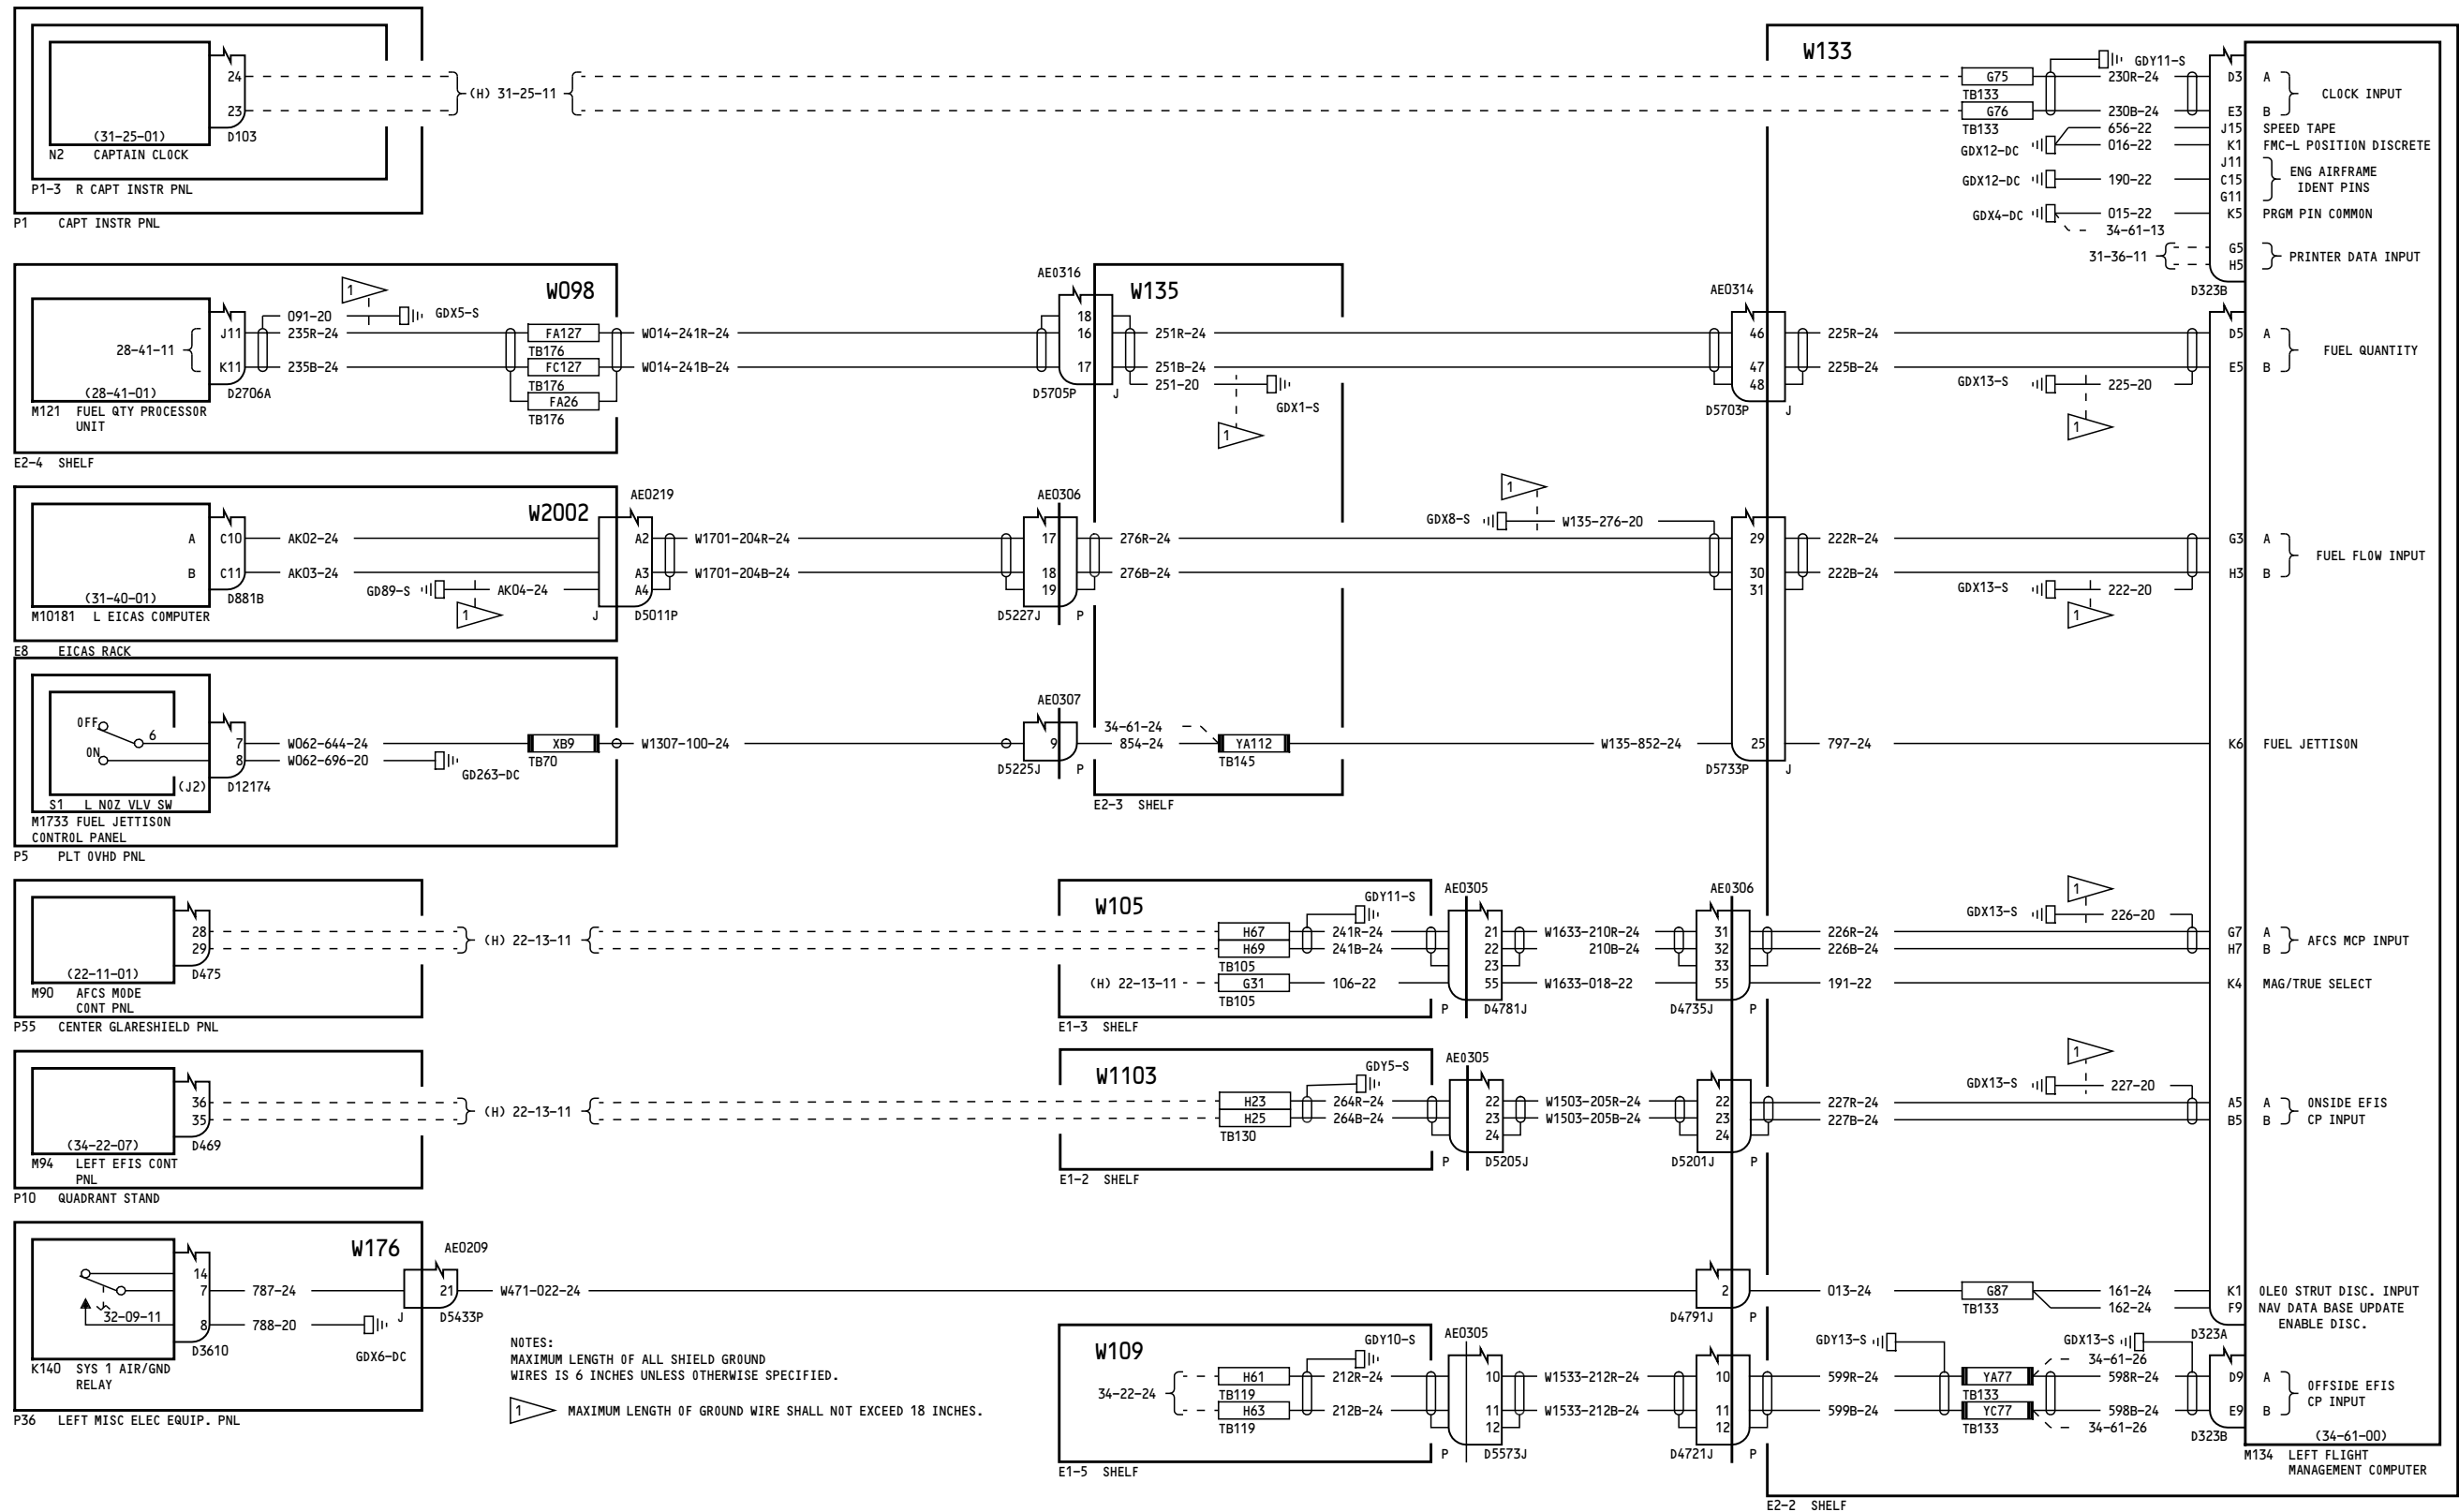 24
23
D103
(31-25-01)
N2 CAPTAIN CLOCK
P1-3 R CAPT INSTR PNL
P1 CAPT INSTR PNL
(H) 31-25-11
W133
G75
TB133
G76
TB133
GDY11-S
230R-24
230B-24
656-22
GDX12-DC
016-22
GDX12-DC
190-22
GDX4-DC
015-22
34-61-13
31-36-11
D3 A
E3 B
CLOCK INPUT
J15 SPEED TAPE
K1 FMC-L POSITION DISCRETE
J11
C15
G11
ENG AIRFRAME
IDENT PINS
K5 PRGM PIN COMMON
G5
H5
PRINTER DATA INPUT
D323B
28-41-11
J11
K11
D2706A
(28-41-01)
M121 FUEL QTY PROCESSOR
UNIT
E2-4 SHELF
1
091-20
GDX5-S
235R-24
235B-24
W098
FA127
TB176
FC127
TB176
FA26
TB176
W014-241R-24
W014-241B-24
AE0316
18
16
17
D5705P J
W135
251R-24
251B-24
251-20
GDX1-S
1
AE0314
46
47
48
D5703P J
225R-24
225B-24
GDX13-S
225-20
1
D5 A
E5 B
FUEL QUANTITY
A C10
B C11
D881B
(31-40-01)
M10181 L EICAS COMPUTER
E8 EICAS RACK
AK02-24
AK03-24
GD89-S
AK04-24
1
W2002
AE0219
A2
A3
A4
J D5011P
W1701-204R-24
W1701-204B-24
AE0306
17
18
19
D5227J P
276R-24
276B-24
1
GDX8-S
W135-276-20
29
30
31
222R-24
222B-24
GDX13-S
222-20
1
G3 A
H3 B
FUEL FLOW INPUT
OFF
6
ON
7
8
(J2) D12174
S1 L NOZ VLV SW
M1733 FUEL JETTISON
CONTROL PANEL
P5 PLT OVHD PNL
W062-644-24
W062-696-20
GD263-DC
XB9
TB70
W1307-100-24
AE0307
9
D5225J P
34-61-24
854-24
YA112
TB145
E2-3 SHELF
W135-852-24
25
D5733P J
797-24
K6 FUEL JETTISON
28
29
D475
(22-11-01)
M90 AFCS MODE
CONT PNL
P55 CENTER GLARESHIELD PNL
(H) 22-13-11
W105
GDY11-S
H67
H69
TB105
241R-24
241B-24
(H) 22-13-11
G31
TB105
106-22
E1-3 SHELF
AE0305
21
22
23
55
P D4781J
W1633-210R-24
210B-24
W1633-018-22
AE0306
31
32
33
55
D4735J P
1
GDX13-S
226-20
226R-24
226B-24
191-22
G7 A
H7 B
AFCS MCP INPUT
K4 MAG/TRUE SELECT
36
35
D469
(34-22-07)
M94 LEFT EFIS CONT
PNL
P10 QUADRANT STAND
(H) 22-13-11
W1103
GDY5-S
H23
H25
TB130
264R-24
264B-24
E1-2 SHELF
AE0305
22
23
24
P D5205J
W1503-205R-24
W1503-205B-24
22
23
24
D5201J P
1
GDX13-S
227-20
227R-24
227B-24
A5 A
B5 B
ONSIDE EFIS
CP INPUT
14
7
8
32-09-11
D3610
K140 SYS 1 AIR/GND
RELAY
P36 LEFT MISC ELEC EQUIP. PNL
W176
787-24
788-20
GDX6-DC
AE0209
21
J D5433P
W471-022-24
2
D4791J P
013-24
G87
TB133
161-24
162-24
K1 OLEO STRUT DISC. INPUT
F9 NAV DATA BASE UPDATE
ENABLE DISC.
D323A
NOTES:
MAXIMUM LENGTH OF ALL SHIELD GROUND
WIRES IS 6 INCHES UNLESS OTHERWISE SPECIFIED.
1 MAXIMUM LENGTH OF GROUND WIRE SHALL NOT EXCEED 18 INCHES.
W109
GDY10-S
34-22-24
H61
TB119
H63
TB119
212R-24
212B-24
E1-5 SHELF
AE0305
10
11
12
P D5573J
W1533-212R-24
W1533-212B-24
10
11
12
D4721J P
599R-24
599B-24
GDY13-S
YA77
TB133
YC77
TB133
GDX13-S
34-61-26
598R-24
598B-24
34-61-26
D9 A
E9 B
D323B
OFFSIDE EFIS
CP INPUT
(34-61-00)
M134 LEFT FLIGHT
MANAGEMENT COMPUTER
E2-2 SHELF